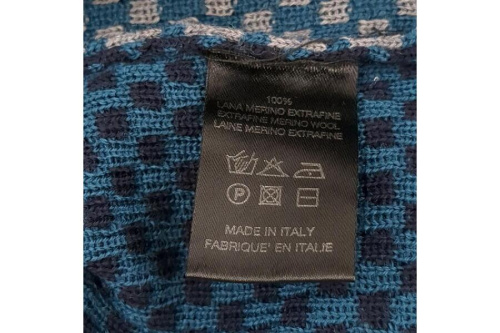 100%
LANA MERINO EXTRAFINE
EXTRAFINE MERINO WOOL
LAINE MERINO EXTRAFINE
P
MADE IN ITALY
FABRIQUE' EN ITALIE